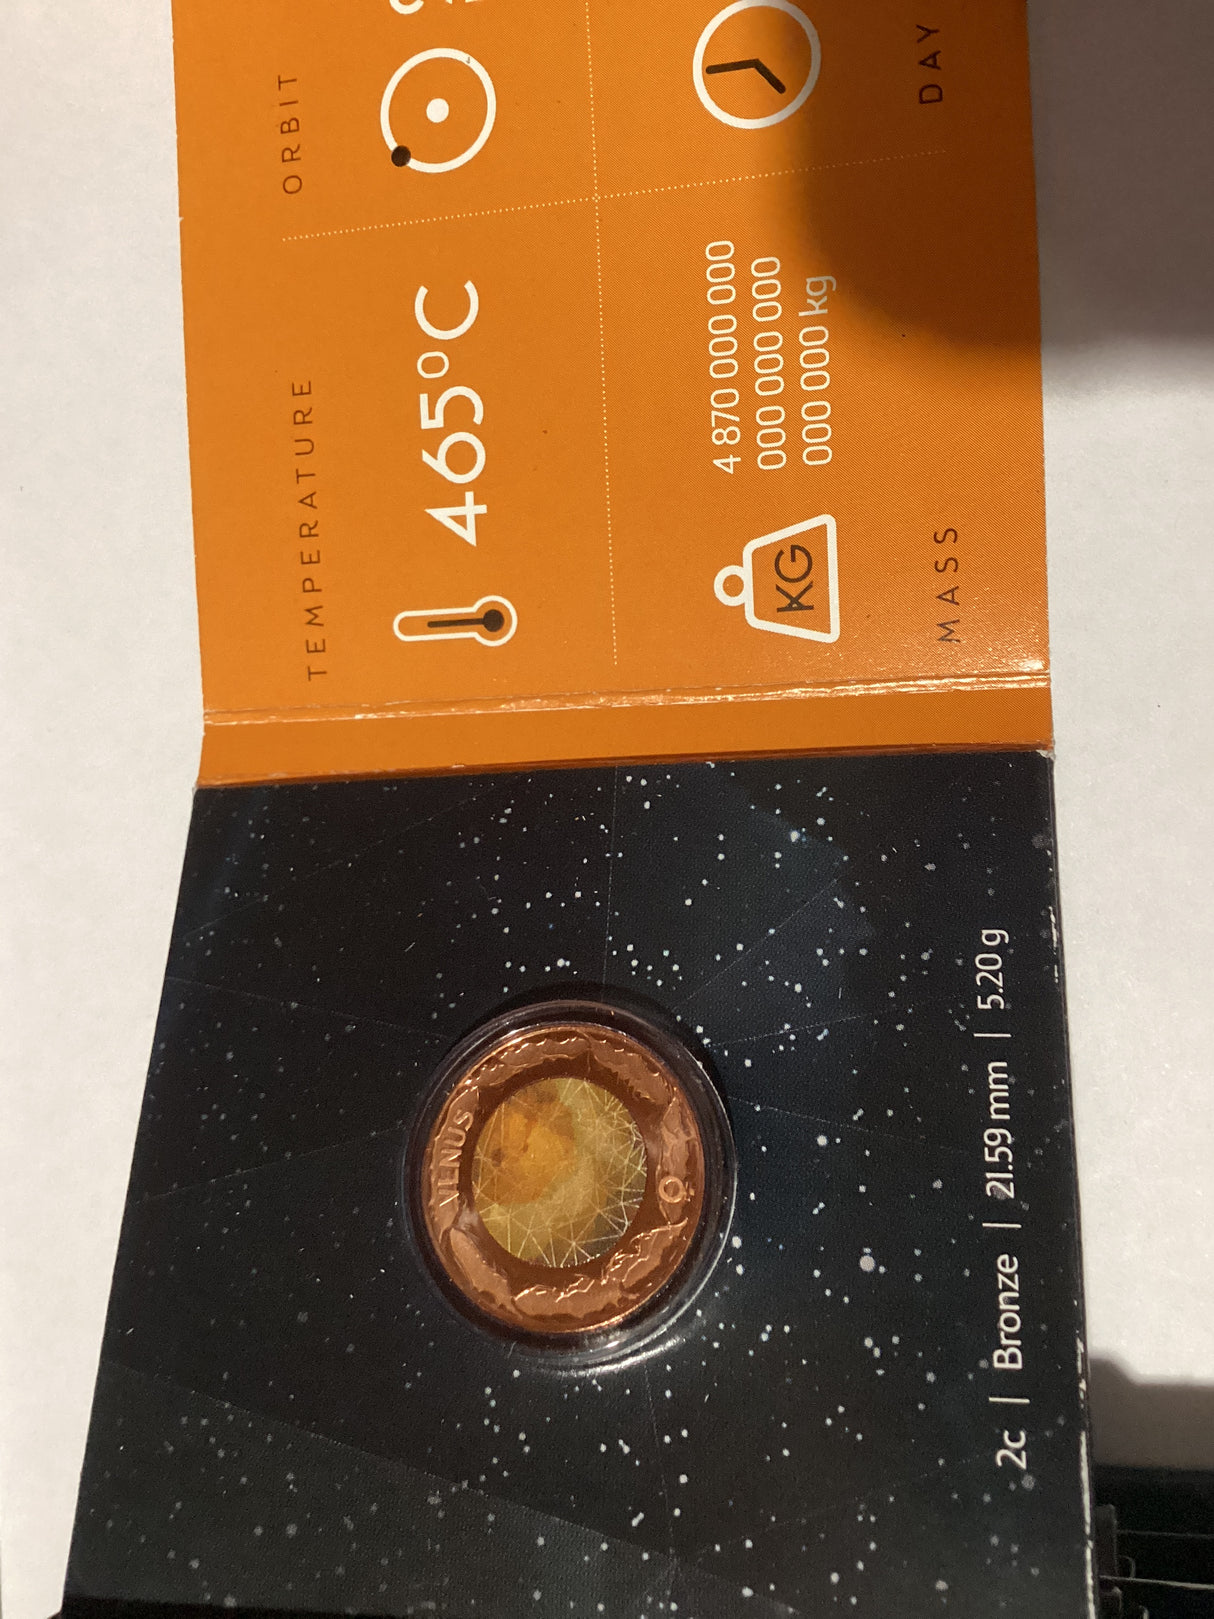 TEMPERATURE
465°C
ORBIT
KG
4 870 000 000
000 000 000
000 000 kg
MASS
DAY
VENUS
2c | Bronze | 21.59 mm | 5.20 g